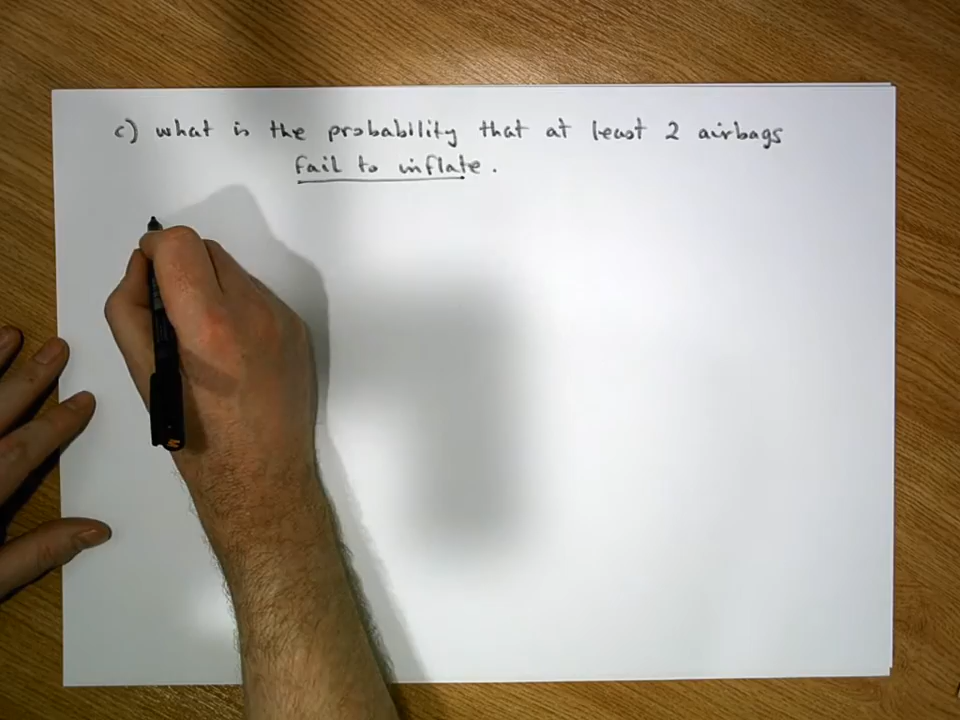 c) what is the probability that at least 2 airbags
fail to inflate.